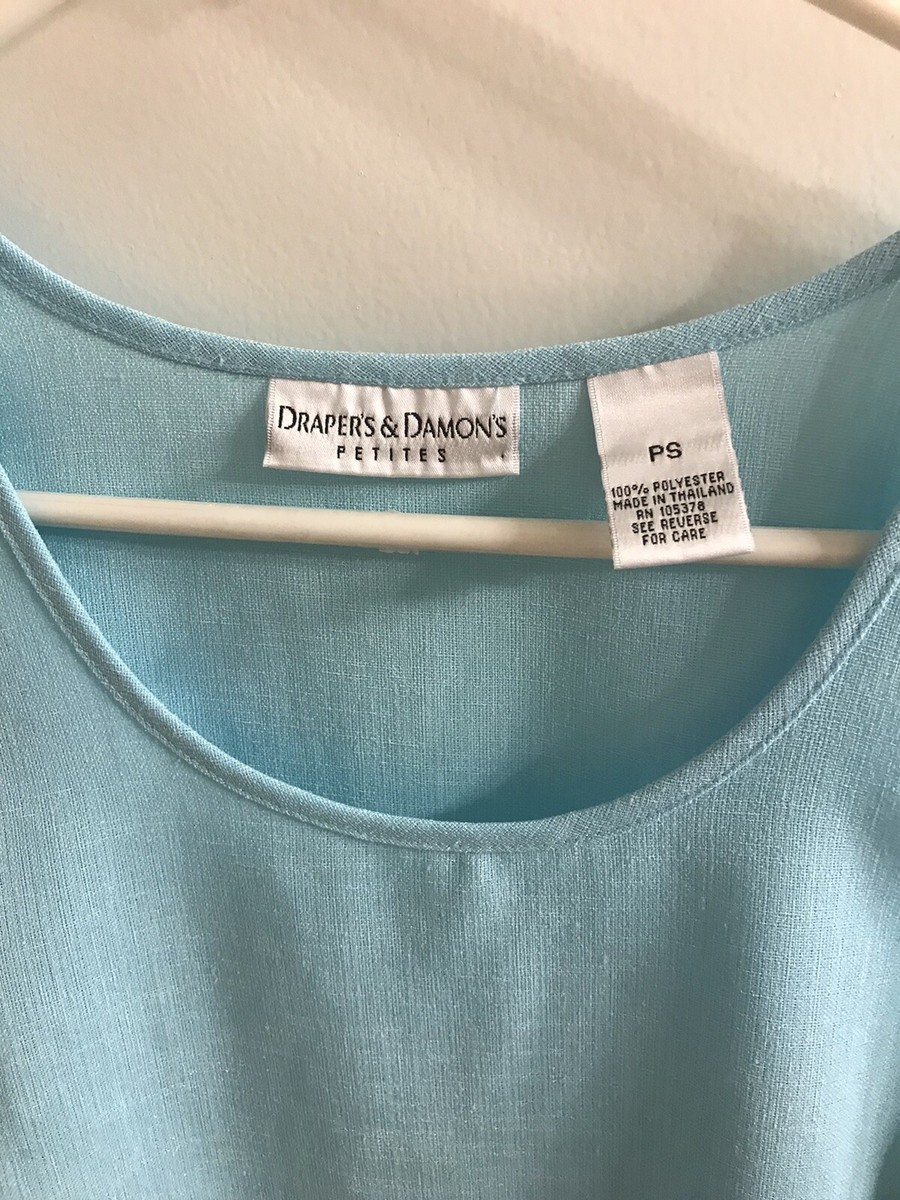 DRAPER'S & DAMON'S
PETITES
PS
100% POLYESTER
MADE IN THAILAND
RN 105378
SEE REVERSE
FOR CARE